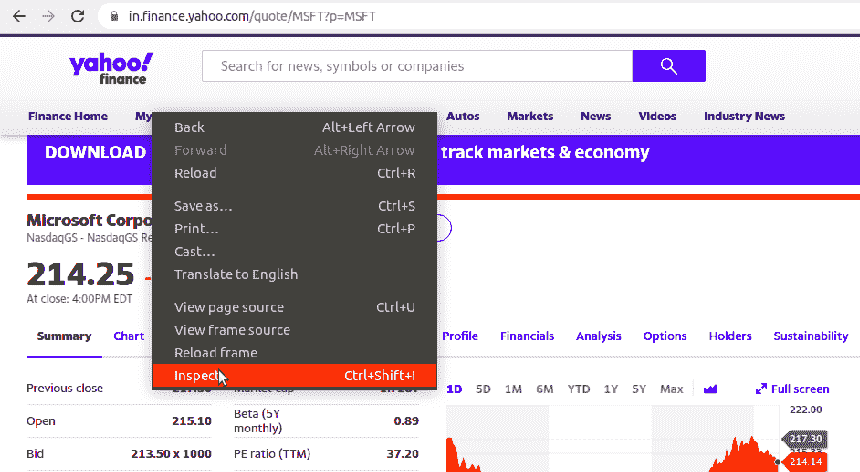 in.finance.yahoo.com/quote/MSFT?p=MSFT
yahoo!
finance
Search for news, symbols or companies
Finance Home My Autos Markets News Videos Industry News
DOWNLOAD track markets & economy
Back Alt+Left Arrow
Forward Alt+Right Arrow
Reload Ctrl+R
Save as... Ctrl+S
Print... Ctrl+P
Cast...
Translate to English
View page source Ctrl+U
View frame source
Reload frame
Inspect Ctrl+Shift+I
Microsoft Corpo
NasdaqGS - NasdaqGS Re
214.25 -
At close: 4:00PM EDT
Summary Chart Profile Financials Analysis Options Holders Sustainability
Previous close
Open 215.10
Bid 213.50 x 1000
Beta (5Y
monthly) 0.89
PE ratio (TTM) 37.20
1D 5D 1M 6M YTD 1Y 5Y Max Full screen
222.00
217.30
214.14